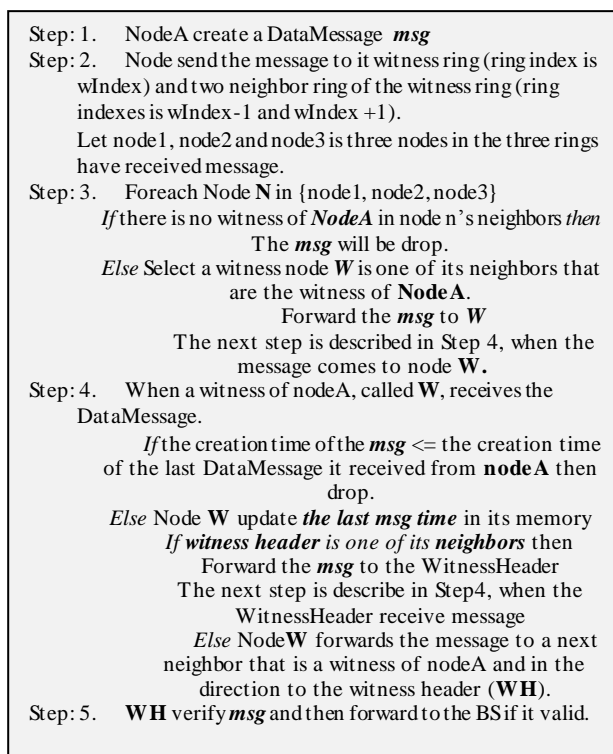 Step: 1. NodeA create a DataMessage msg
Step: 2. Node send the message to it witness ring (ring index is
wIndex) and two neighbor ring of the witness ring (ring
indexes is wIndex-1 and wIndex +1).
Let node1, node2 and node3 is three nodes in the three rings
have received message.
Step: 3. Foreach Node N in {node1, node2, node3}
If there is no witness of NodeA in node n's neighbors then
The msg will be drop.
Else Select a witness node W is one of its neighbors that
are the witness of NodeA.
Forward the msg to W
The next step is described in Step 4, when the
message comes to node W.
Step: 4. When a witness of nodeA, called W, receives the
DataMessage.
If the creation time of the msg <= the creation time
of the last DataMessage it received from nodeA then
drop.
Else Node W update the last msg time in its memory
If witness header is one of its neighbors then
Forward the msg to the WitnessHeader
The next step is describe in Step4, when the
WitnessHeader receive message
Else Node W forwards the message to a next
neighbor that is a witness of nodeA and in the
direction to the witness header (WH).
Step: 5. WH verify msg and then forward to the BS if it valid.